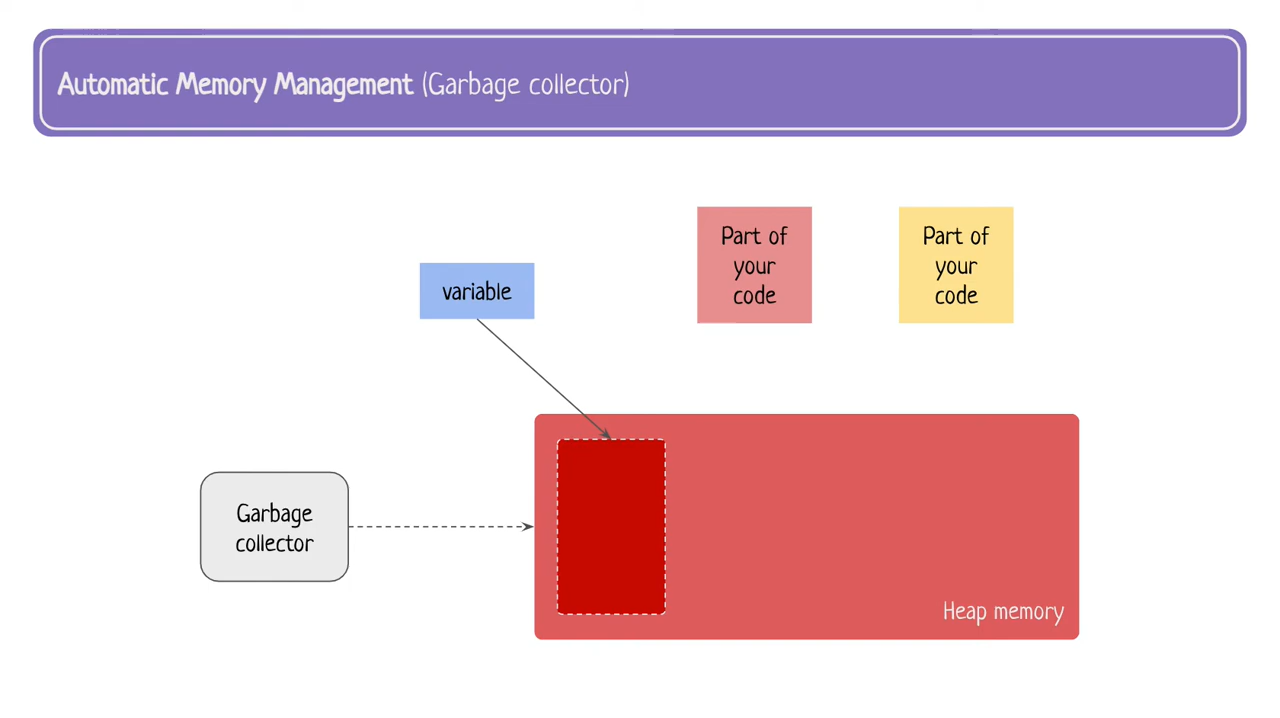 Automatic Memory Management (Garbage collector)
Part of
your
code
Part of
your
code
variable
Garbage
collector
Heap memory